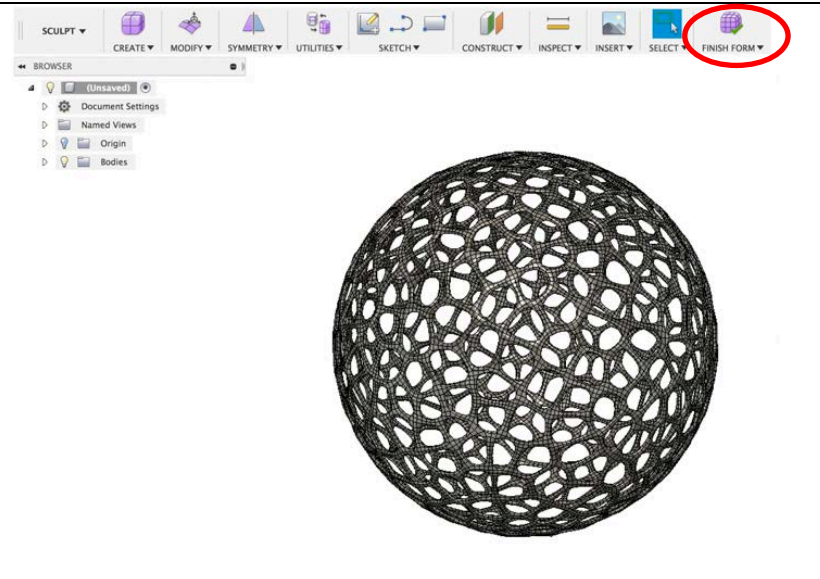 SCULPT ▾
CREATE ▾ MODIFY ▾ SYMMETRY ▾ UTILITIES ▾ SKETCH ▾ CONSTRUCT ▾ INSPECT ▾ INSERT ▾ SELECT ▾ FINISH FORM ▾
BROWSER
(Unsaved)
Document Settings
Named Views
Origin
Bodies